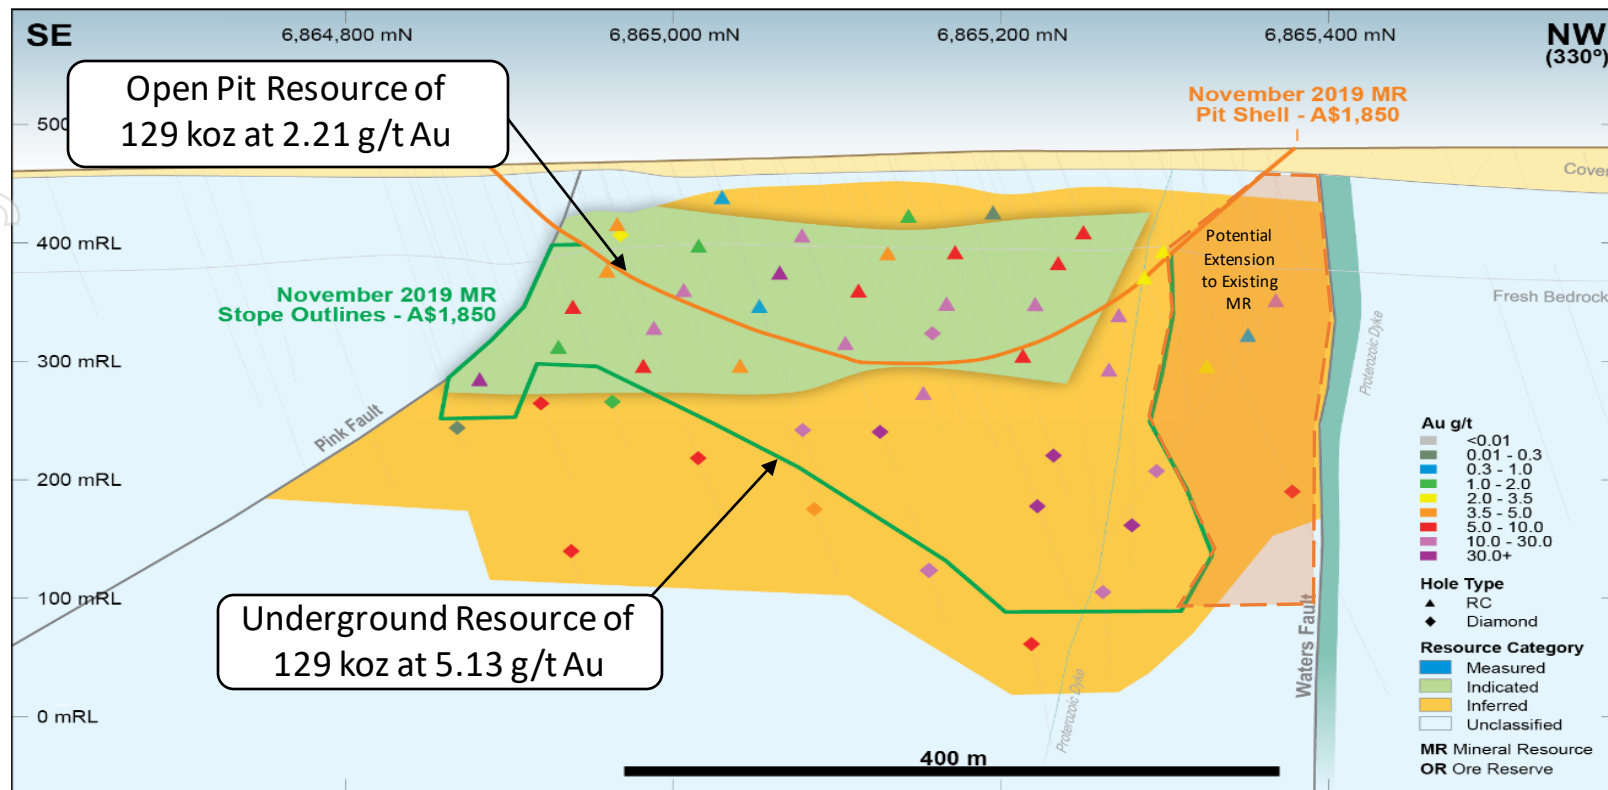 SE
6,864,800 mN
6,865,000 mN
6,865,200 mN
6,865,400 mN
NW
(330°)
Open Pit Resource of
129 koz at 2.21 g/t Au
November 2019 MR
Pit Shell - A$1,850
500
Cover
400 mRL
Potential
Extension
to Existing
MR
November 2019 MR
Stope Outlines - A$1,850
Fresh Bedrock
300 mRL
Proterozoic Dyke
Pink Fault
200 mRL
100 mRL
Underground Resource of
129 koz at 5.13 g/t Au
Waters Fault
Proterozoic Dyke
0 mRL
400 m
Au g/t
<0.01
0.01 - 0.3
0.3 - 1.0
1.0 - 2.0
2.0 - 3.5
3.5 - 5.0
5.0 - 10.0
10.0 - 30.0
30.0+
Hole Type
RC
Diamond
Resource Category
Measured
Indicated
Inferred
Unclassified
MR Mineral Resource
OR Ore Reserve